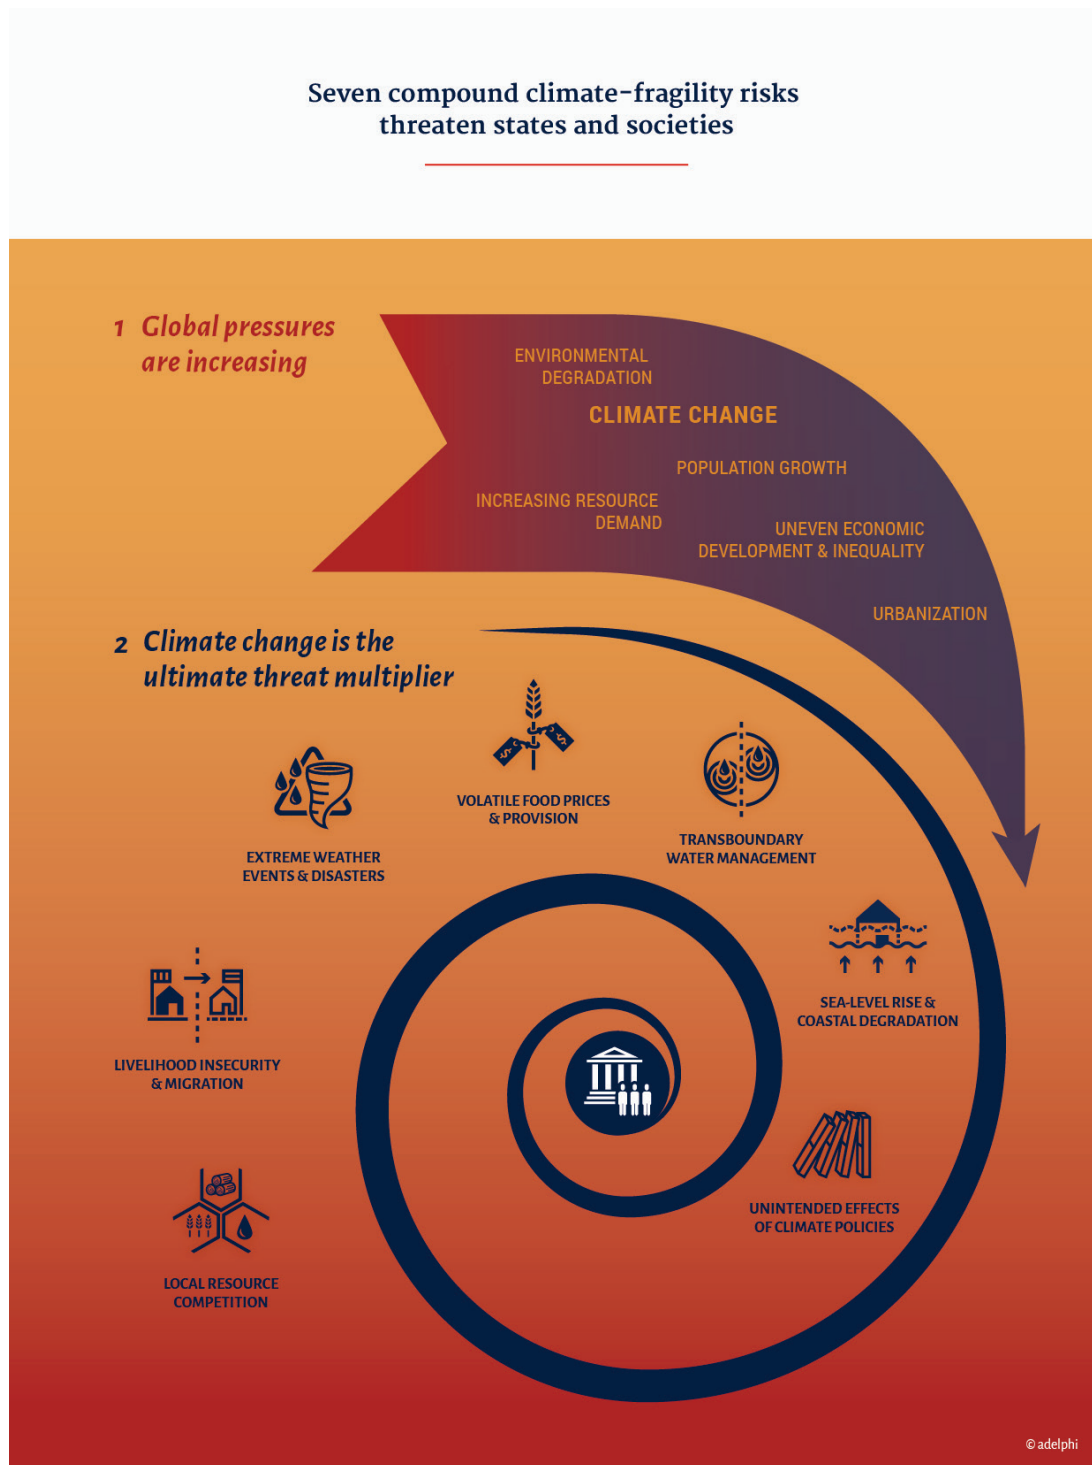 Seven compound climate-fragility risks
threaten states and societies
1 Global pressures
are increasing
ENVIRONMENTAL
DEGRADATION
CLIMATE CHANGE
POPULATION GROWTH
INCREASING RESOURCE
DEMAND
UNEVEN ECONOMIC
DEVELOPMENT & INEQUALITY
URBANIZATION
2 Climate change is the
ultimate threat multiplier
$ $
VOLATILE FOOD PRICES
& PROVISION
TRANSBOUNDARY
WATER MANAGEMENT
EXTREME WEATHER
EVENTS & DISASTERS
SEA-LEVEL RISE &
COASTAL DEGRADATION
LIVELIHOOD INSECURITY
& MIGRATION
UNINTENDED EFFECTS
OF CLIMATE POLICIES
LOCAL RESOURCE
COMPETITION
© adelphi